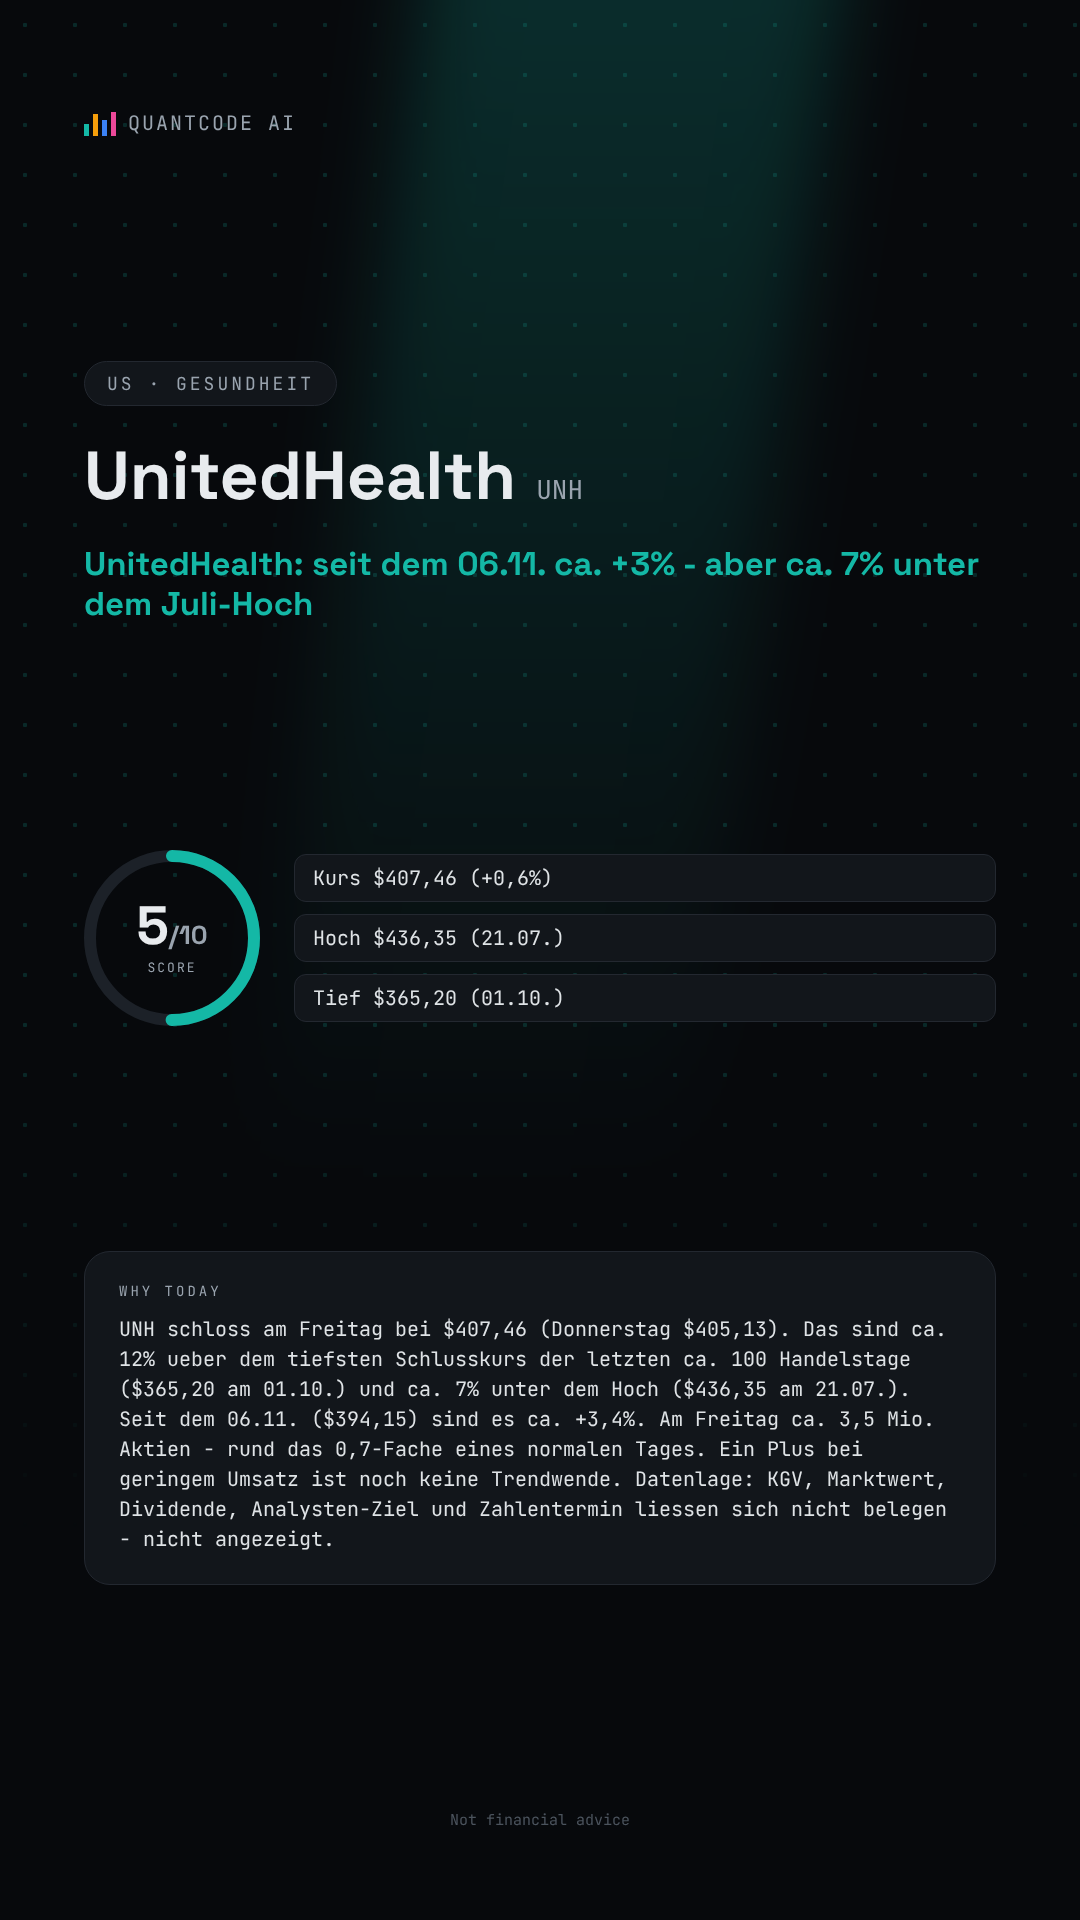 QUANTCODE AI
US · GESUNDHEIT
UnitedHealth UNH
UnitedHealth: seit dem 06.11. ca. +3% - aber ca. 7% unter
dem Juli-Hoch
5/10
SCORE
Kurs $407,46 (+0,6%)
Hoch $436,35 (21.07.)
Tief $365,20 (01.10.)
WHY TODAY
UNH schloss am Freitag bei $407,46 (Donnerstag $405,13). Das sind ca.
12% ueber dem tiefsten Schlusskurs der letzten ca. 100 Handelstage
($365,20 am 01.10.) und ca. 7% unter dem Hoch ($436,35 am 21.07.).
Seit dem 06.11. ($394,15) sind es ca. +3,4%. Am Freitag ca. 3,5 Mio.
Aktien - rund das 0,7-Fache eines normalen Tages. Ein Plus bei
geringem Umsatz ist noch keine Trendwende. Datenlage: KGV, Marktwert,
Dividende, Analysten-Ziel und Zahlentermin liessen sich nicht belegen
- nicht angezeigt.
Not financial advice